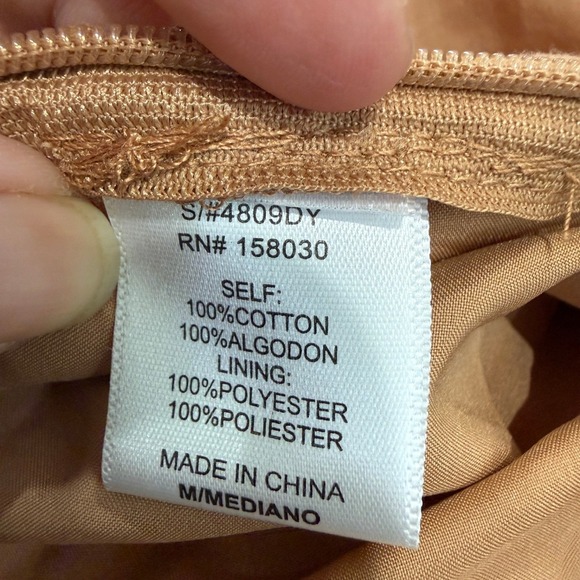 S/#4809DY
RN# 158030
SELF:
100%COTTON
100%ALGODON
LINING:
100%POLYESTER
100%POLIESTER
MADE IN CHINA
M/MEDIANO